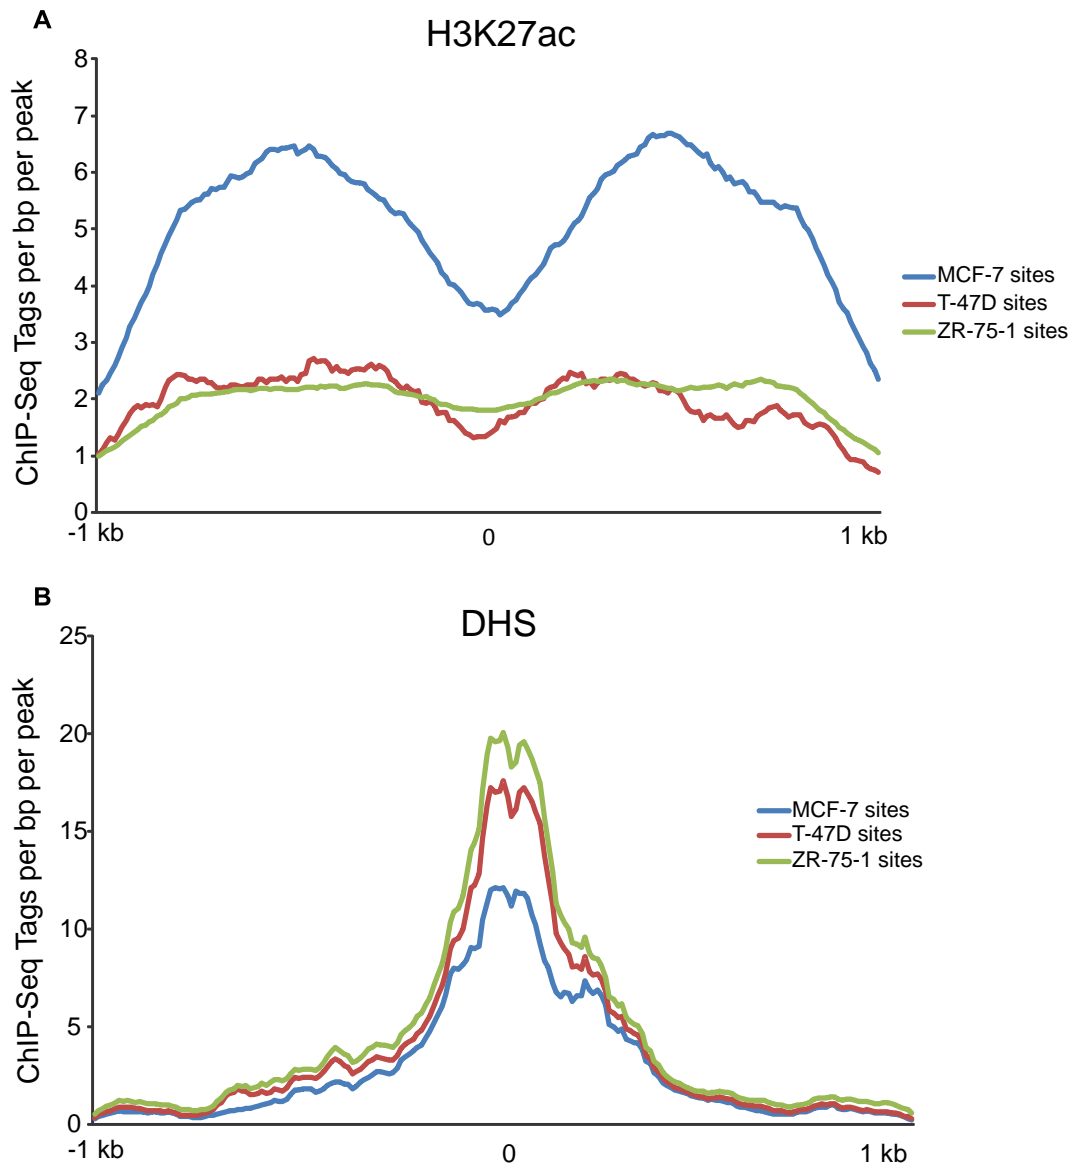 A
H3K27ac
ChIP-Seq Tags per bp per peak
8
7
6
5
4
3
2
1
0
-1 kb
0
1 kb
MCF-7 sites
T-47D sites
ZR-75-1 sites
B
DHS
ChIP-Seq Tags per bp per peak
25
20
15
10
5
0
-1 kb
0
1 kb
MCF-7 sites
T-47D sites
ZR-75-1 sites